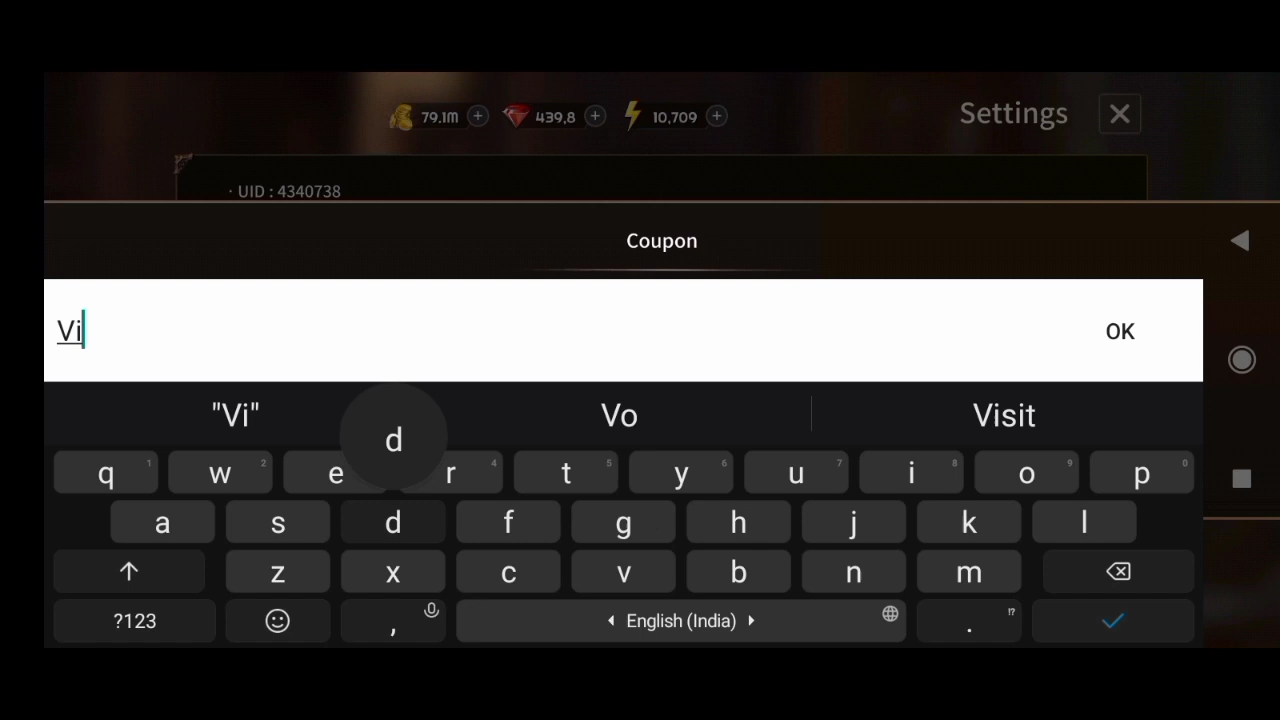 79.1M + 439,8 + 10,709 +
Settings
· UID : 4340738
Coupon
Vi
OK
"Vi" Vo Visit
d
q 1 w 2 e r 4 t 5 y 6 u 7 i 8 o 9 p 0
a s d f g h j k l
z x c v b n m
?123 , English (India) . !?